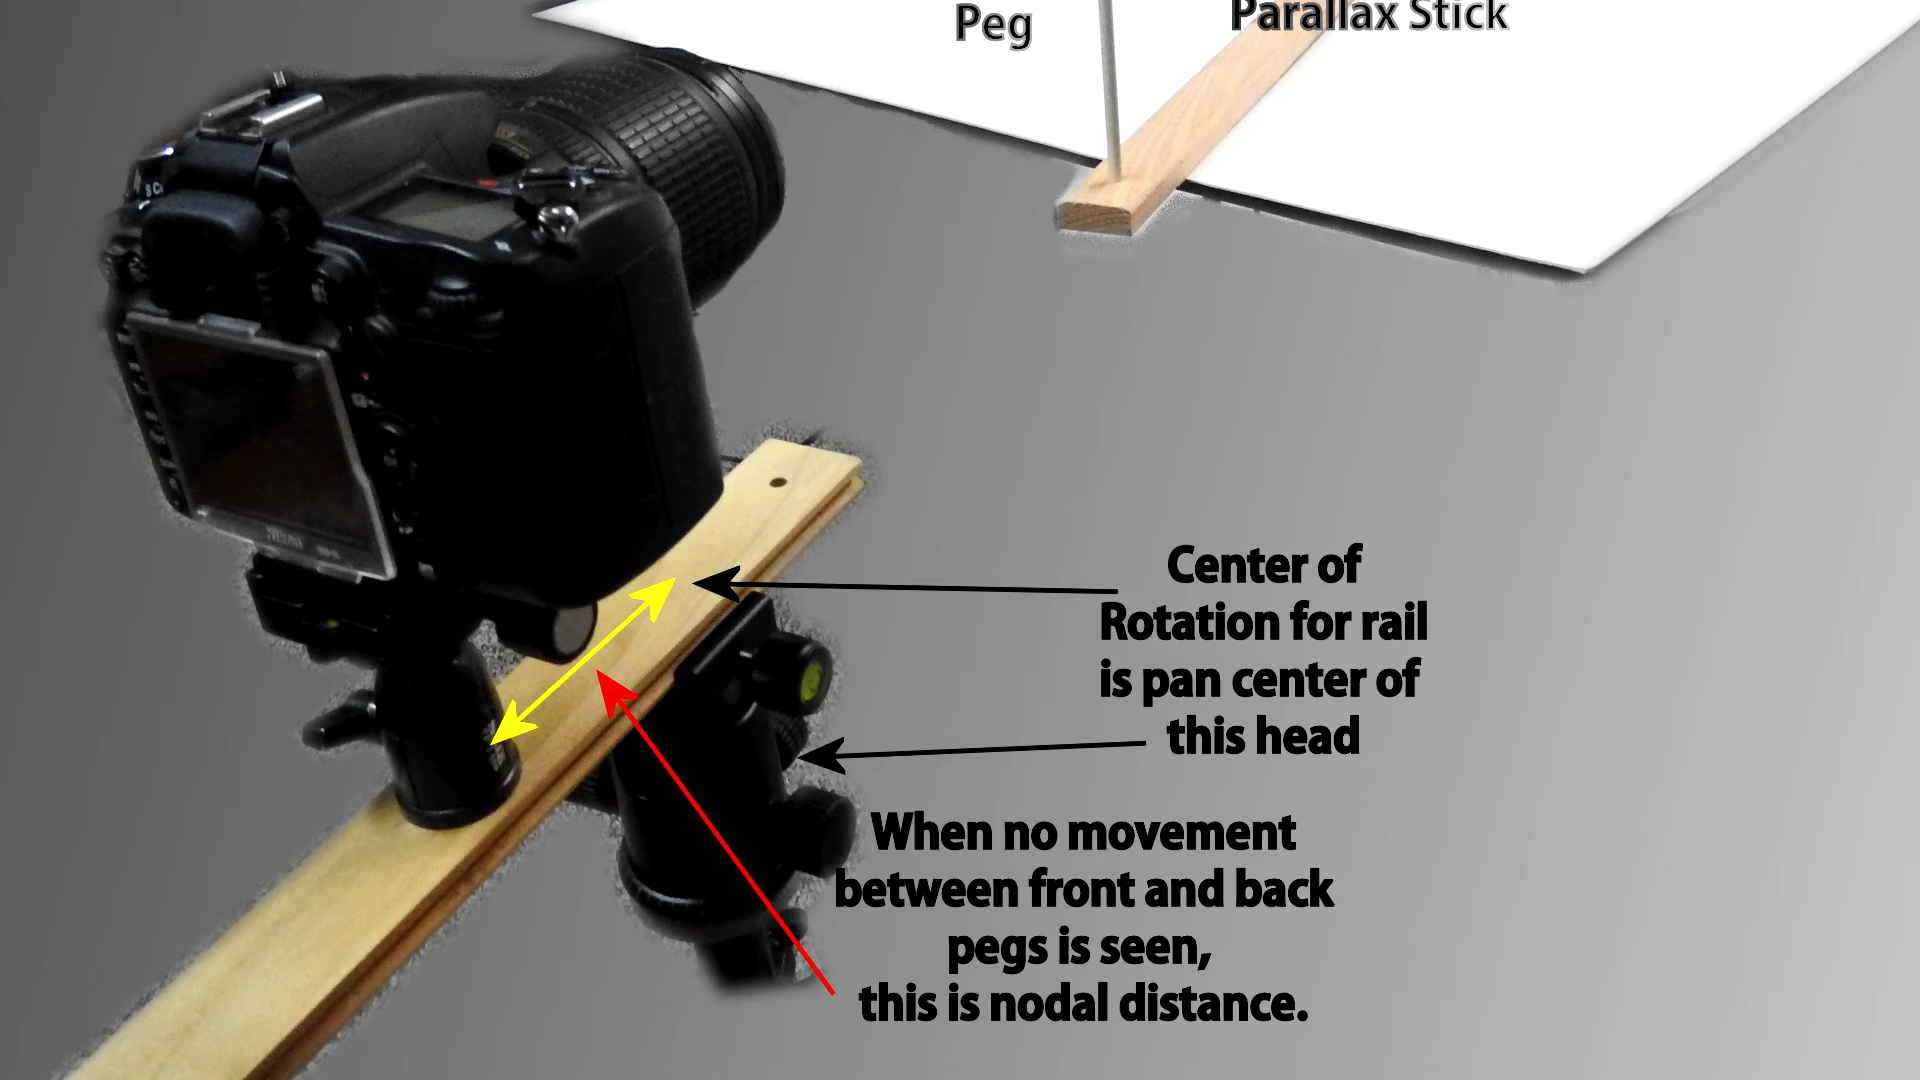 Peg
Parallax Stick
Center of
Rotation for rail
is pan center of
this head
When no movement
between front and back
pegs is seen,
this is nodal distance.